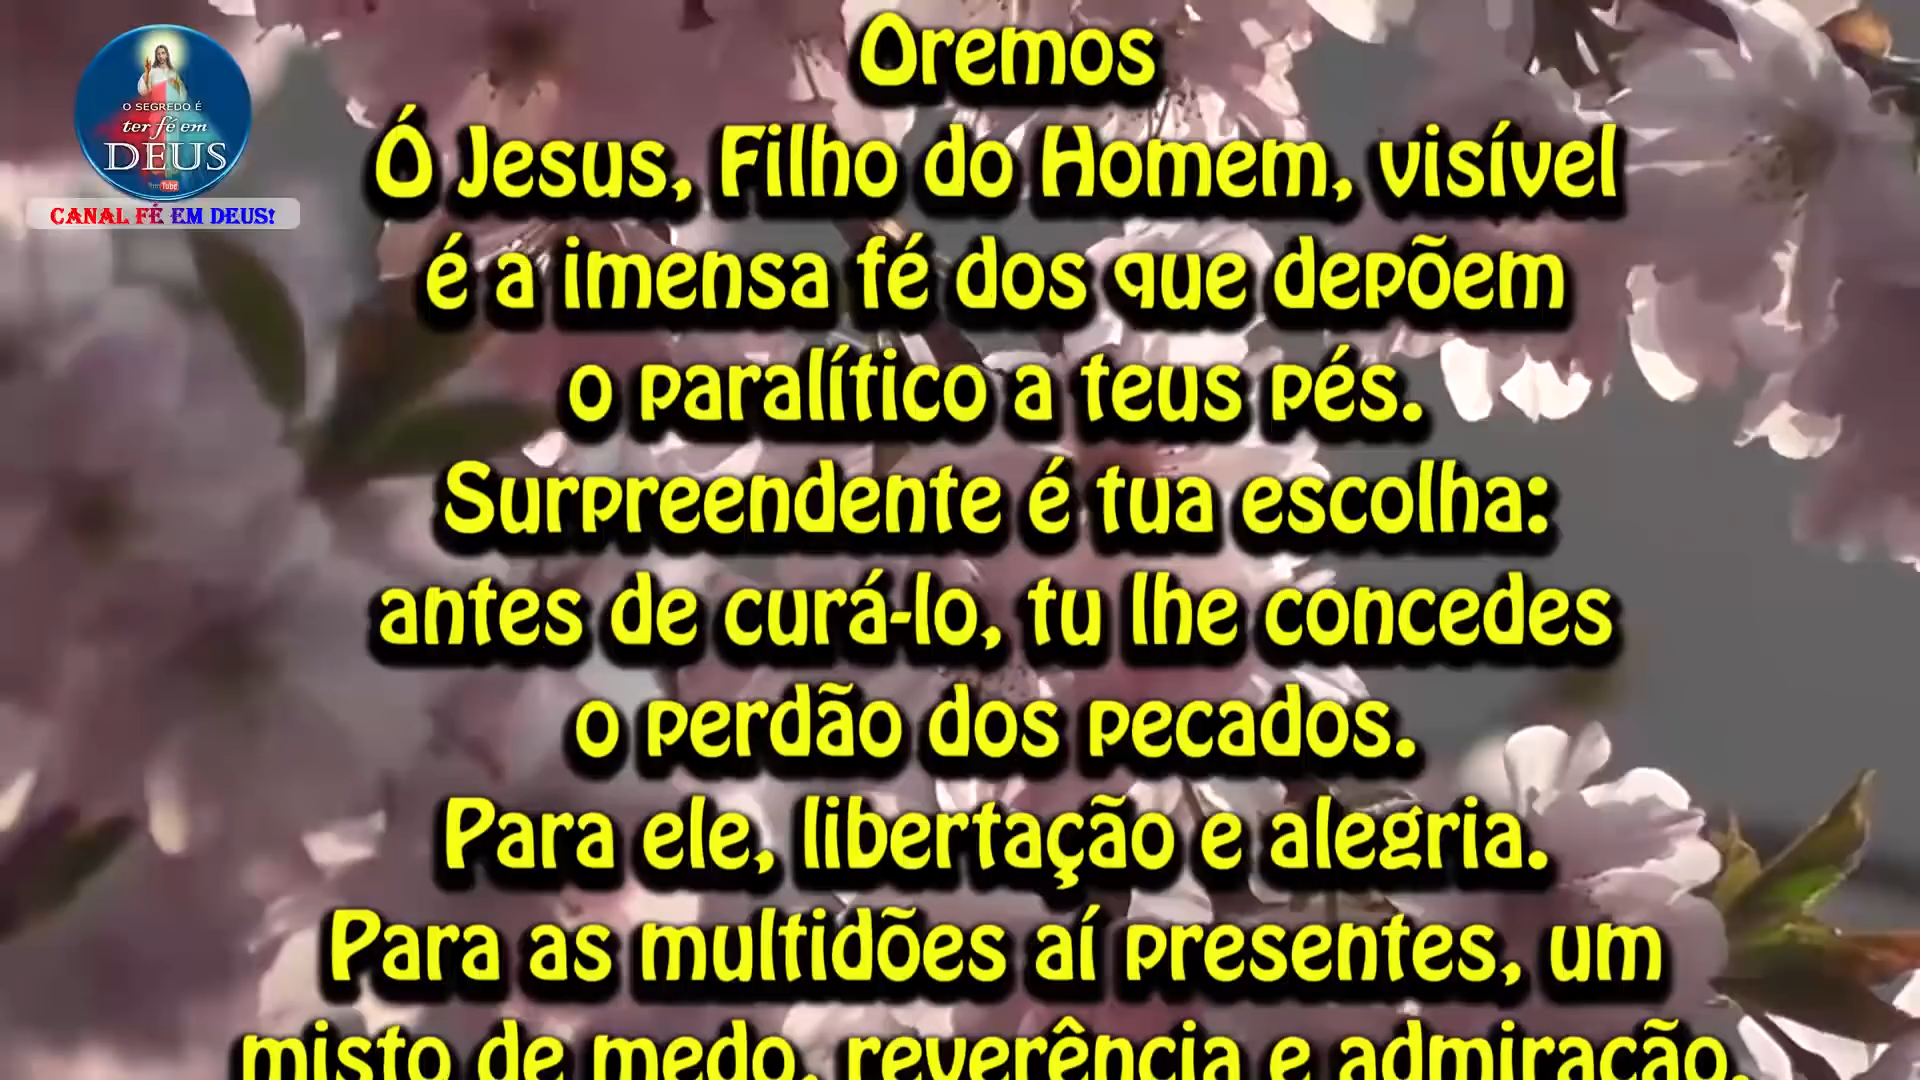 O SEGREDO É
ter fé em
DEUS
YouTube
CANAL FÉ EM DEUS!
Oremos
Ó Jesus, Filho do Homem, visível
é a imensa fé dos que depõem
o paralítico a teus pés.
Surpreendente é tua escolha:
antes de curá-lo, tu lhe concedes
o perdão dos pecados.
Para ele, libertação e alegria.
Para as multidões aí presentes, um
misto de medo, reverência e admiração.